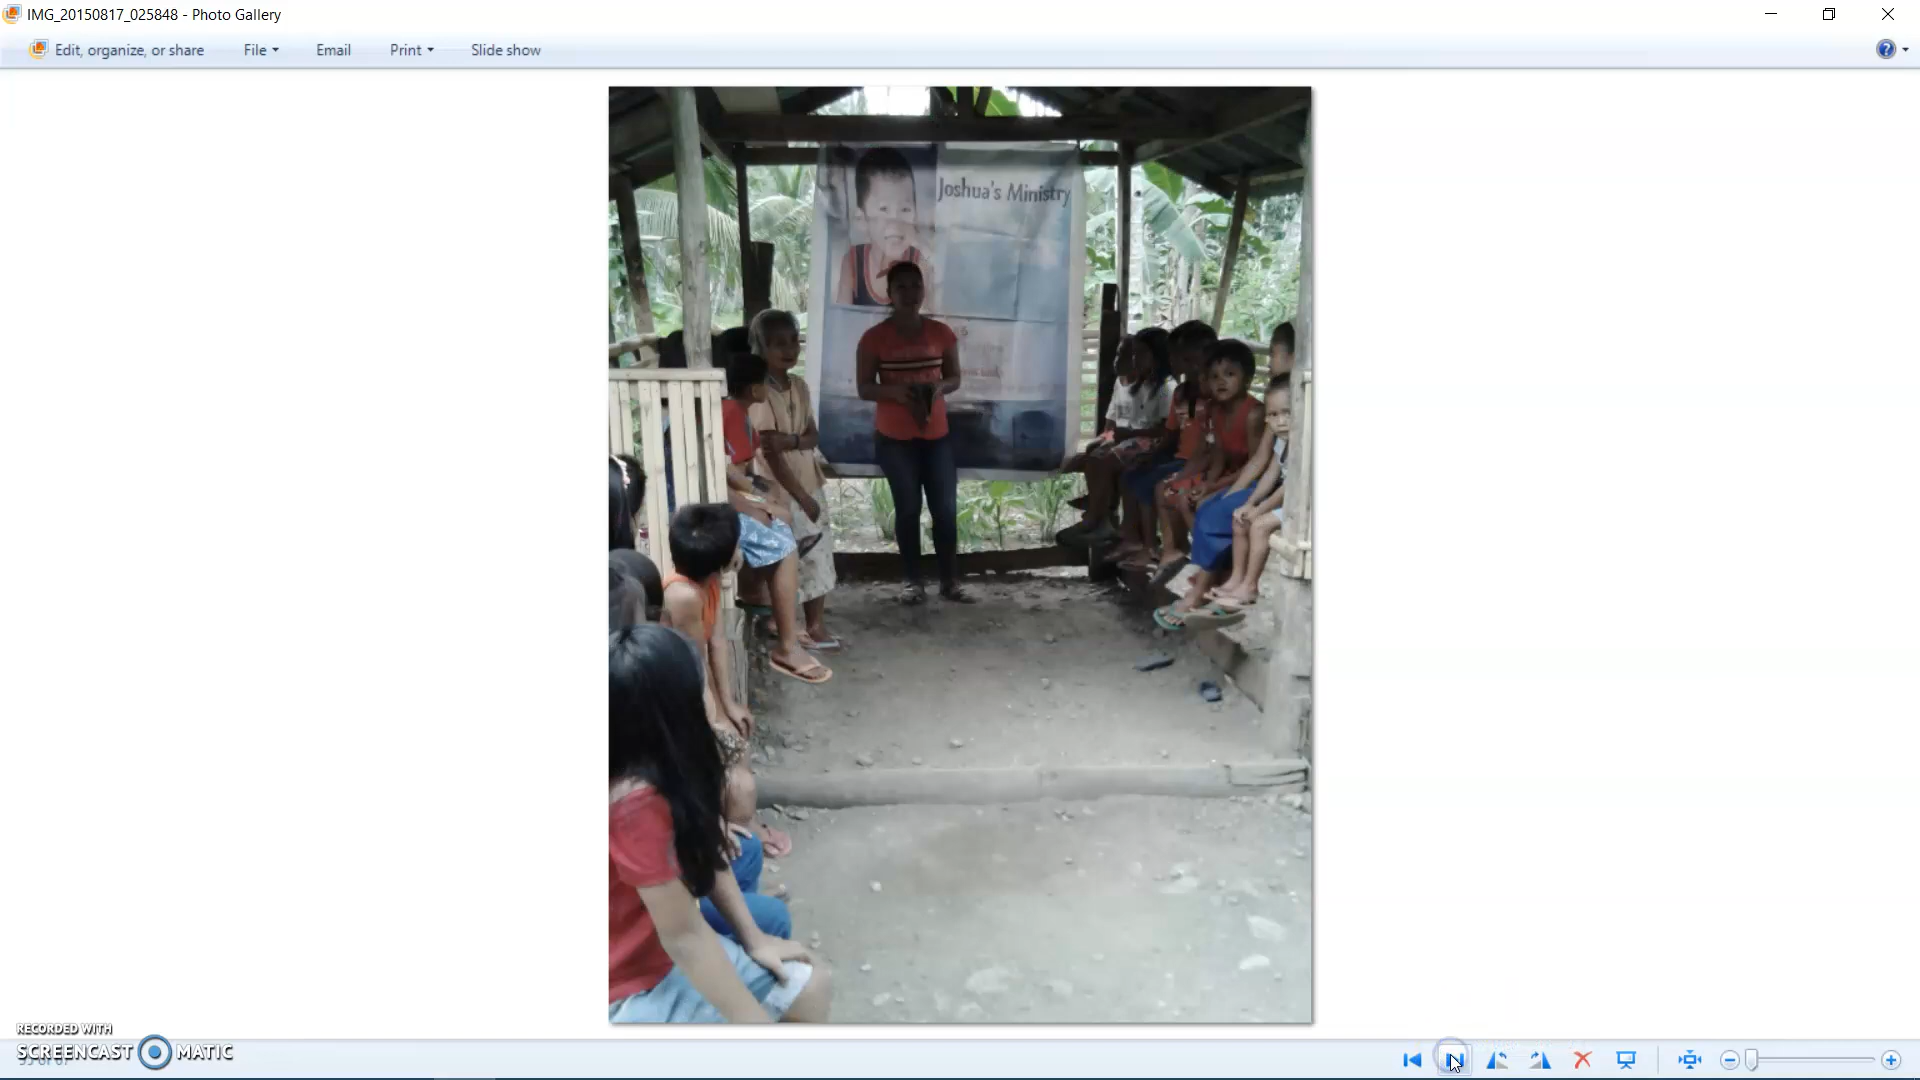 IMG_20150817_025848 - Photo Gallery
Edit, organize, or share File Email Print Slide show
Joshua's Ministry
RECORDED WITH
SCREENCAST MATIC